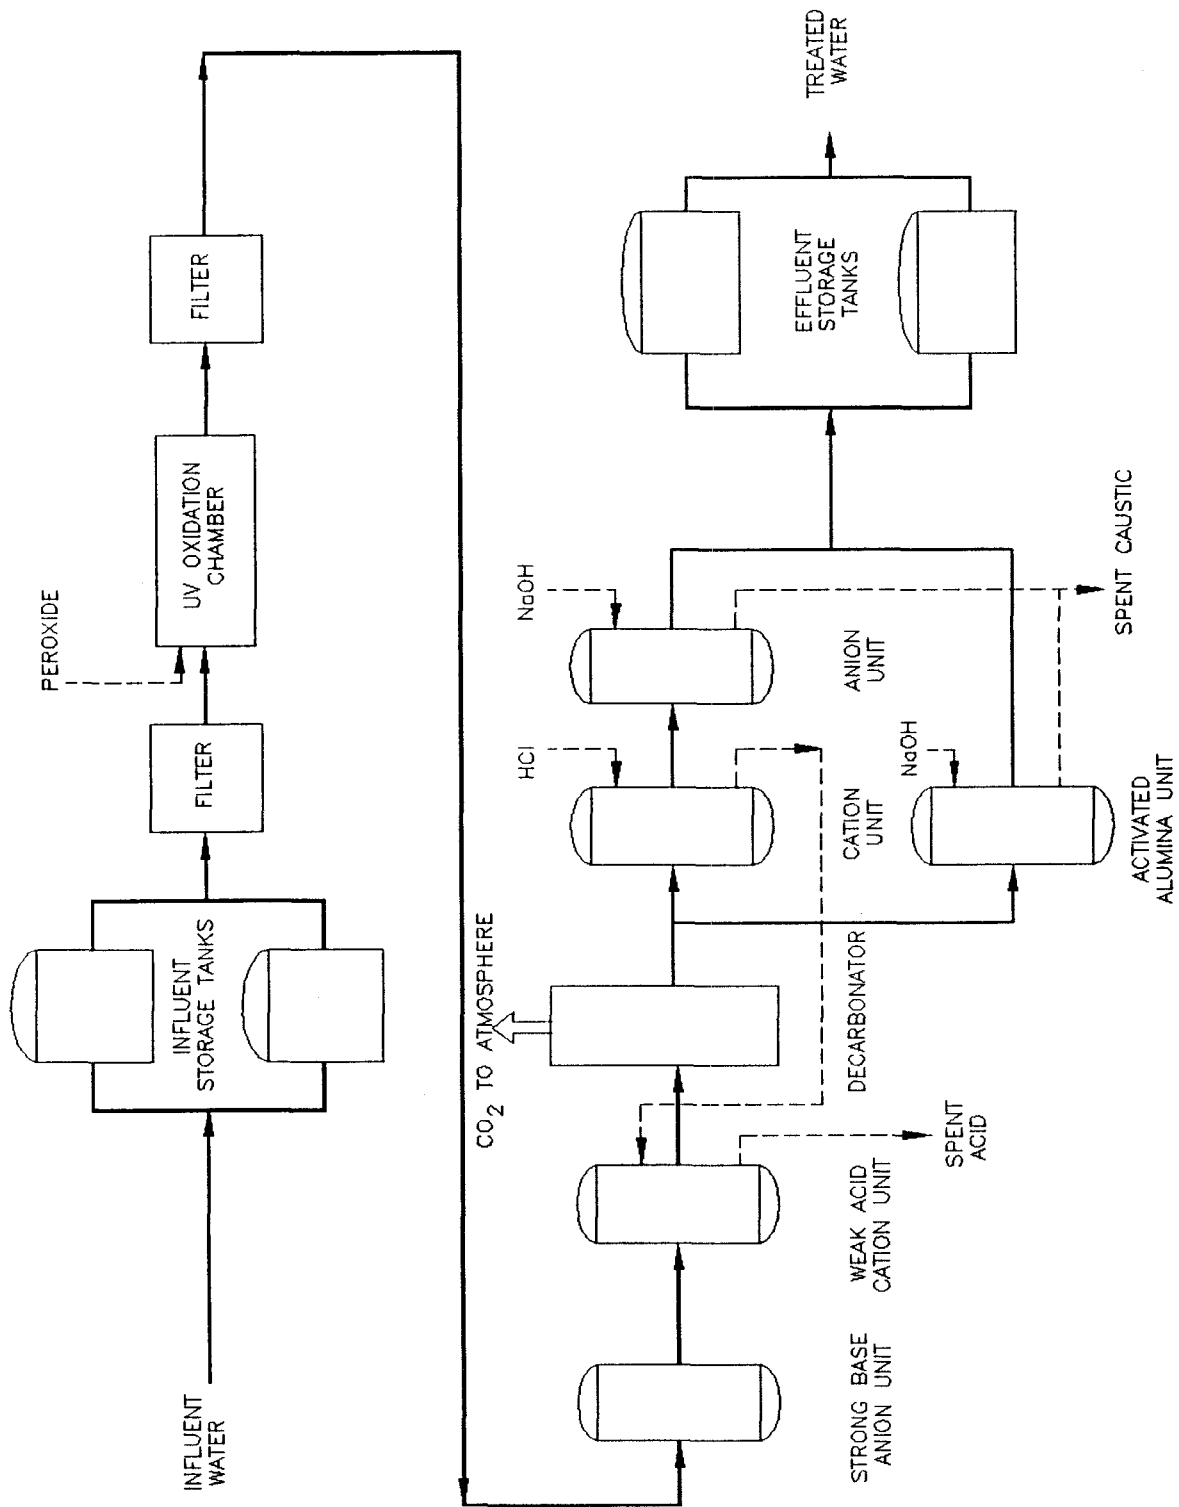 INFLUENT
WATER
INFLUENT
STORAGE TANKS
FILTER
PEROXIDE
UV OXIDATION
CHAMBER
FILTER
CO2 TO ATMOSPHERE
STRONG BASE
ANION UNIT
WEAK ACID
CATION UNIT
SPENT
ACID
DECARBONATOR
HCl
CATION
UNIT
NaOH
ANION
UNIT
NaOH
ACTIVATED
ALUMINA UNIT
SPENT CAUSTIC
EFFLUENT
STORAGE
TANKS
TREATED
WATER